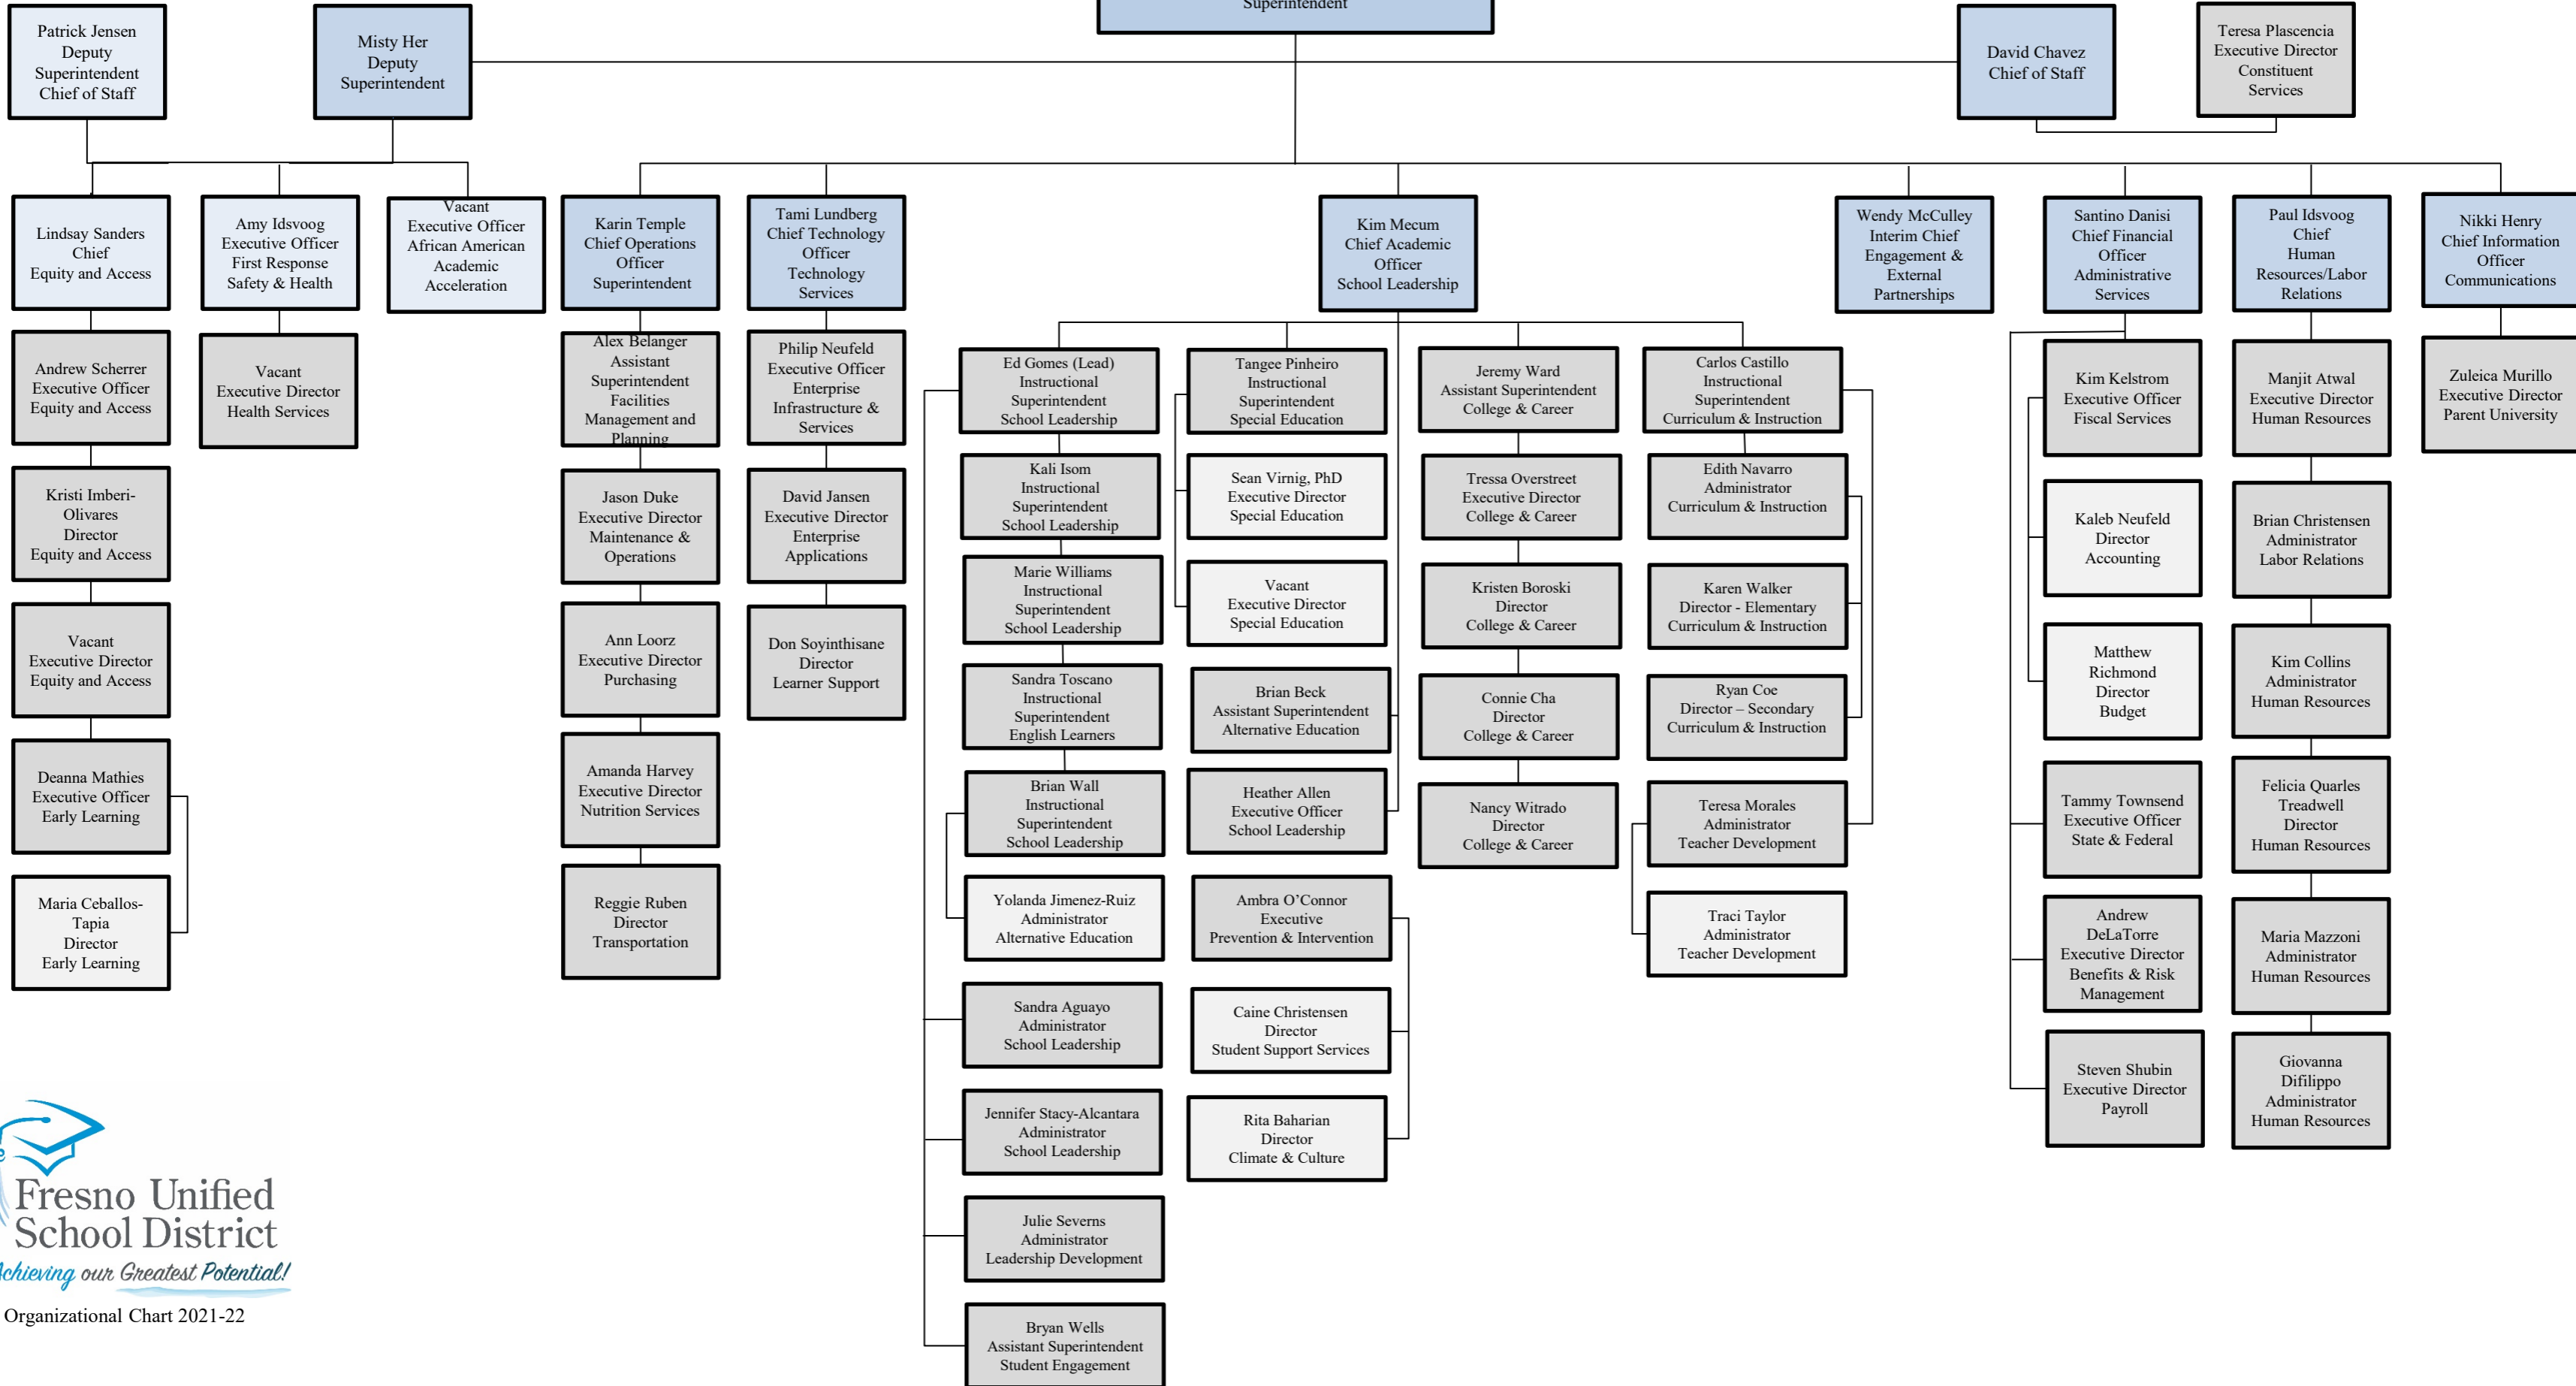 Superintendent
Patrick Jensen
Deputy
Superintendent
Chief of Staff
Misty Her
Deputy
Superintendent
David Chavez
Chief of Staff
Teresa Plascencia
Executive Director
Constituent
Services
Lindsay Sanders
Chief
Equity and Access
Amy Idsvoog
Executive Officer
First Response
Safety & Health
Vacant
Executive Officer
African American
Academic
Acceleration
Karin Temple
Chief Operations
Officer
Superintendent
Tami Lundberg
Chief Technology
Officer
Technology
Services
Kim Mecum
Chief Academic
Officer
School Leadership
Wendy McCulley
Interim Chief
Engagement &
External
Partnerships
Santino Danisi
Chief Financial
Officer
Administrative
Services
Paul Idsvoog
Chief
Human
Resources/Labor
Relations
Nikki Henry
Chief Information
Officer
Communications
Andrew Scherrer
Executive Officer
Equity and Access
Kristi Imberi-
Olivares
Director
Equity and Access
Vacant
Executive Director
Equity and Access
Deanna Mathies
Executive Officer
Early Learning
Maria Ceballos-
Tapia
Director
Early Learning
Vacant
Executive Director
Health Services
Alex Belanger
Assistant
Superintendent
Facilities
Management and
Planning
Jason Duke
Executive Director
Maintenance &
Operations
Ann Loorz
Executive Director
Purchasing
Amanda Harvey
Executive Director
Nutrition Services
Reggie Ruben
Director
Transportation
Philip Neufeld
Executive Officer
Enterprise
Infrastructure &
Services
David Jansen
Executive Director
Enterprise
Applications
Don Soyinthisane
Director
Learner Support
Ed Gomes (Lead)
Instructional
Superintendent
School Leadership
Kali Isom
Instructional
Superintendent
School Leadership
Marie Williams
Instructional
Superintendent
School Leadership
Sandra Toscano
Instructional
Superintendent
English Learners
Brian Wall
Instructional
Superintendent
School Leadership
Yolanda Jimenez-Ruiz
Administrator
Alternative Education
Sandra Aguayo
Administrator
School Leadership
Jennifer Stacy-Alcantara
Administrator
School Leadership
Julie Severns
Administrator
Leadership Development
Bryan Wells
Assistant Superintendent
Student Engagement
Tangee Pinheiro
Instructional
Superintendent
Special Education
Sean Virnig, PhD
Executive Director
Special Education
Vacant
Executive Director
Special Education
Brian Beck
Assistant Superintendent
Alternative Education
Heather Allen
Executive Officer
School Leadership
Ambra O’Connor
Executive
Prevention & Intervention
Caine Christensen
Director
Student Support Services
Rita Baharian
Director
Climate & Culture
Jeremy Ward
Assistant Superintendent
College & Career
Tressa Overstreet
Executive Director
College & Career
Kristen Boroski
Director
College & Career
Connie Cha
Director
College & Career
Nancy Witrado
Director
College & Career
Carlos Castillo
Instructional
Superintendent
Curriculum & Instruction
Edith Navarro
Administrator
Curriculum & Instruction
Karen Walker
Director - Elementary
Curriculum & Instruction
Ryan Coe
Director – Secondary
Curriculum & Instruction
Teresa Morales
Administrator
Teacher Development
Traci Taylor
Administrator
Teacher Development
Kim Kelstrom
Executive Officer
Fiscal Services
Kaleb Neufeld
Director
Accounting
Matthew
Richmond
Director
Budget
Tammy Townsend
Executive Officer
State & Federal
Andrew
DeLaTorre
Executive Director
Benefits & Risk
Management
Steven Shubin
Executive Director
Payroll
Manjit Atwal
Executive Director
Human Resources
Brian Christensen
Administrator
Labor Relations
Kim Collins
Administrator
Human Resources
Felicia Quarles
Treadwell
Director
Human Resources
Maria Mazzoni
Administrator
Human Resources
Giovanna
Difilippo
Administrator
Human Resources
Zuleica Murillo
Executive Director
Parent University
Fresno Unified
School District
Achieving our Greatest Potential!
Organizational Chart 2021-22